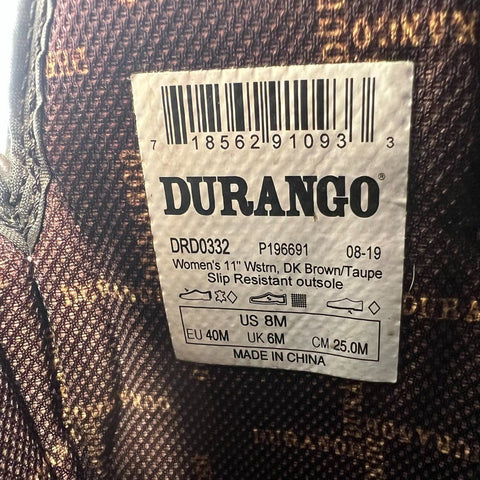 7 18562 91093 3
DURANGO®
DRD0332 P196691 08-19
Women's 11" Wstrn, DK Brown/Taupe
Slip Resistant outsole
US 8M
EU 40M UK 6M CM 25.0M
MADE IN CHINA
DURANGO